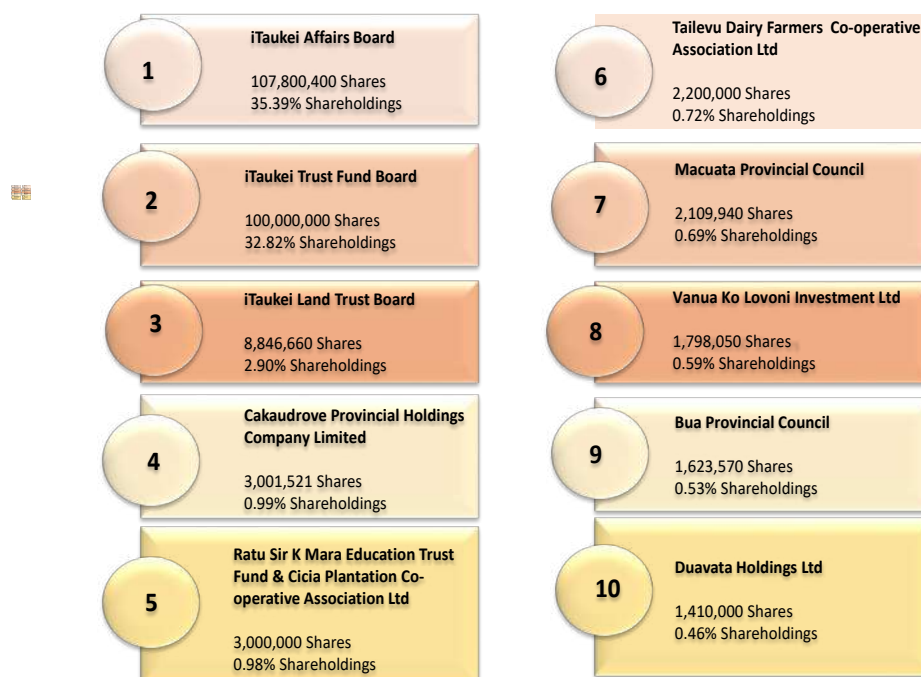 1
iTaukei Affairs Board
107,800,400 Shares
35.39% Shareholdings
2
iTaukei Trust Fund Board
100,000,000 Shares
32.82% Shareholdings
3
iTaukei Land Trust Board
8,846,660 Shares
2.90% Shareholdings
4
Cakaudrove Provincial Holdings
Company Limited
3,001,521 Shares
0.99% Shareholdings
5
Ratu Sir K Mara Education Trust
Fund & Cicia Plantation Co-
operative Association Ltd
3,000,000 Shares
0.98% Shareholdings
6
Tailevu Dairy Farmers Co-operative
Association Ltd
2,200,000 Shares
0.72% Shareholdings
7
Macuata Provincial Council
2,109,940 Shares
0.69% Shareholdings
8
Vanua Ko Lovoni Investment Ltd
1,798,050 Shares
0.59% Shareholdings
9
Bua Provincial Council
1,623,570 Shares
0.53% Shareholdings
10
Duavata Holdings Ltd
1,410,000 Shares
0.46% Shareholdings